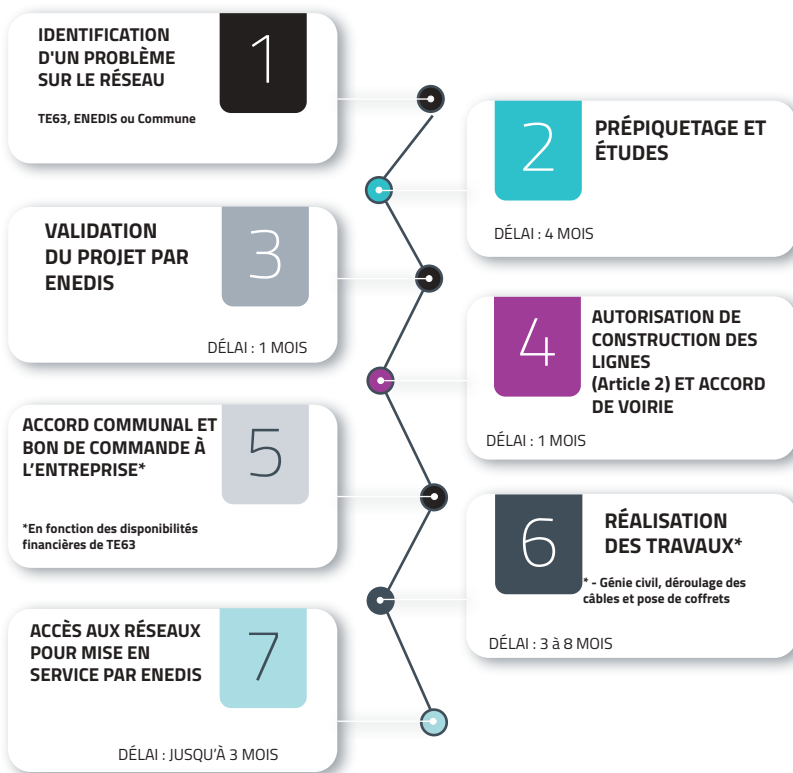 1
IDENTIFICATION
D'UN PROBLÈME
SUR LE RÉSEAU
TE63, ENEDIS ou Commune
2
PRÉPIQUETAGE ET
ÉTUDES
DÉLAI : 4 MOIS
3
VALIDATION
DU PROJET PAR
ENEDIS
DÉLAI : 1 MOIS
4
AUTORISATION DE
CONSTRUCTION DES
LIGNES
(Article 2) ET ACCORD
DE VOIRIE
DÉLAI : 1 MOIS
5
ACCORD COMMUNAL ET
BON DE COMMANDE À
L’ENTREPRISE*
*En fonction des disponibilités
financières de TE63
6
RÉALISATION
DES TRAVAUX*
* - Génie civil, déroulage des
câbles et pose de coffrets
DÉLAI : 3 à 8 MOIS
7
ACCÈS AUX RÉSEAUX
POUR MISE EN
SERVICE PAR ENEDIS
DÉLAI : JUSQU’À 3 MOIS